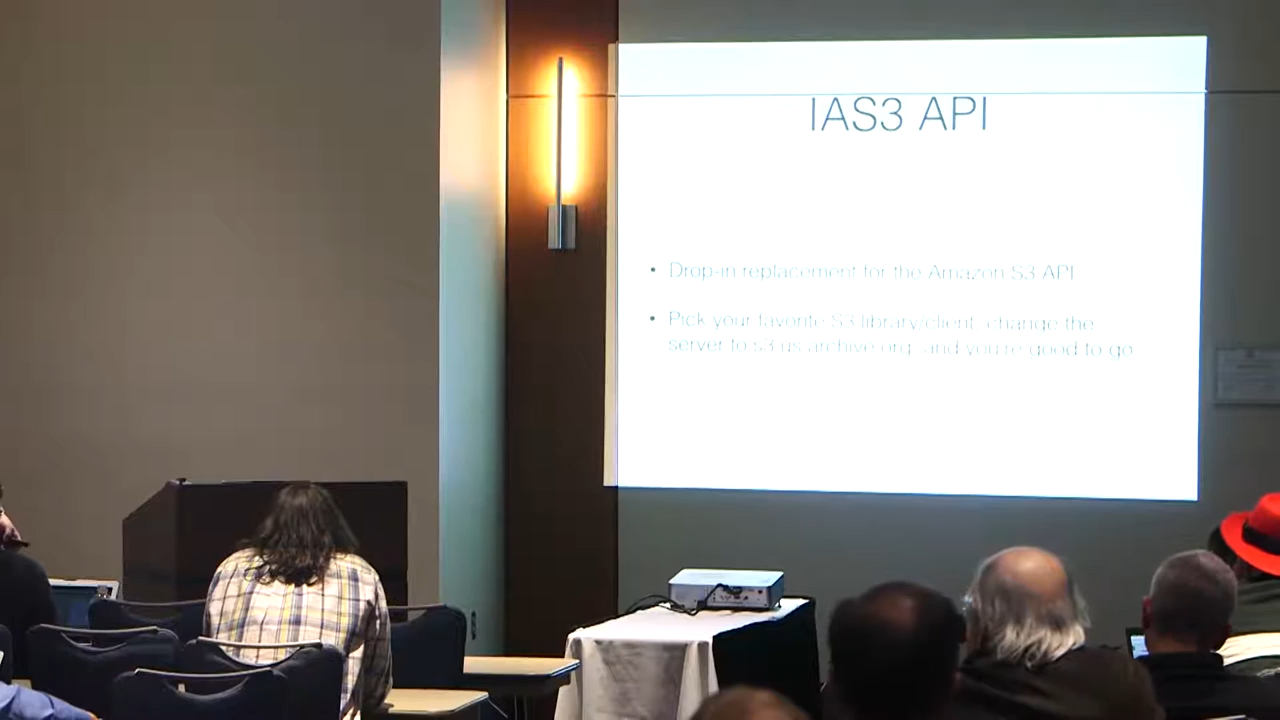 IAS3 API
• Drop-in replacement for the Amazon S3 API
• Pick your favorite S3 library/client, change the
server to s3.us.archive.org, and you're good to go